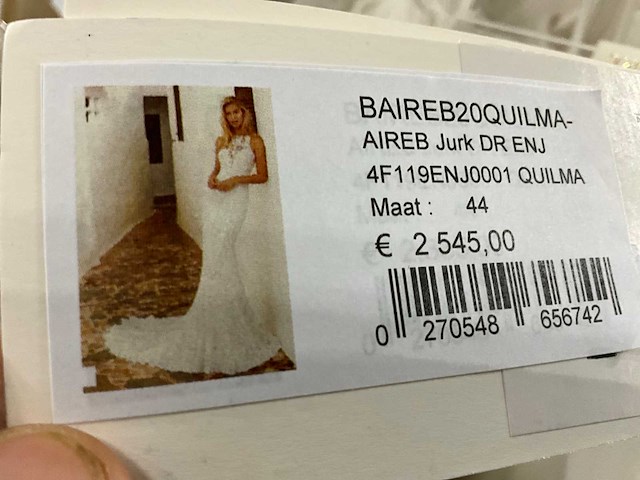 BAIREB20QUILMA-
AIREB Jurk DR ENJ
4F119ENJ0001 QUILMA
Maat : 44
€ 2 545,00
0 270548 656742